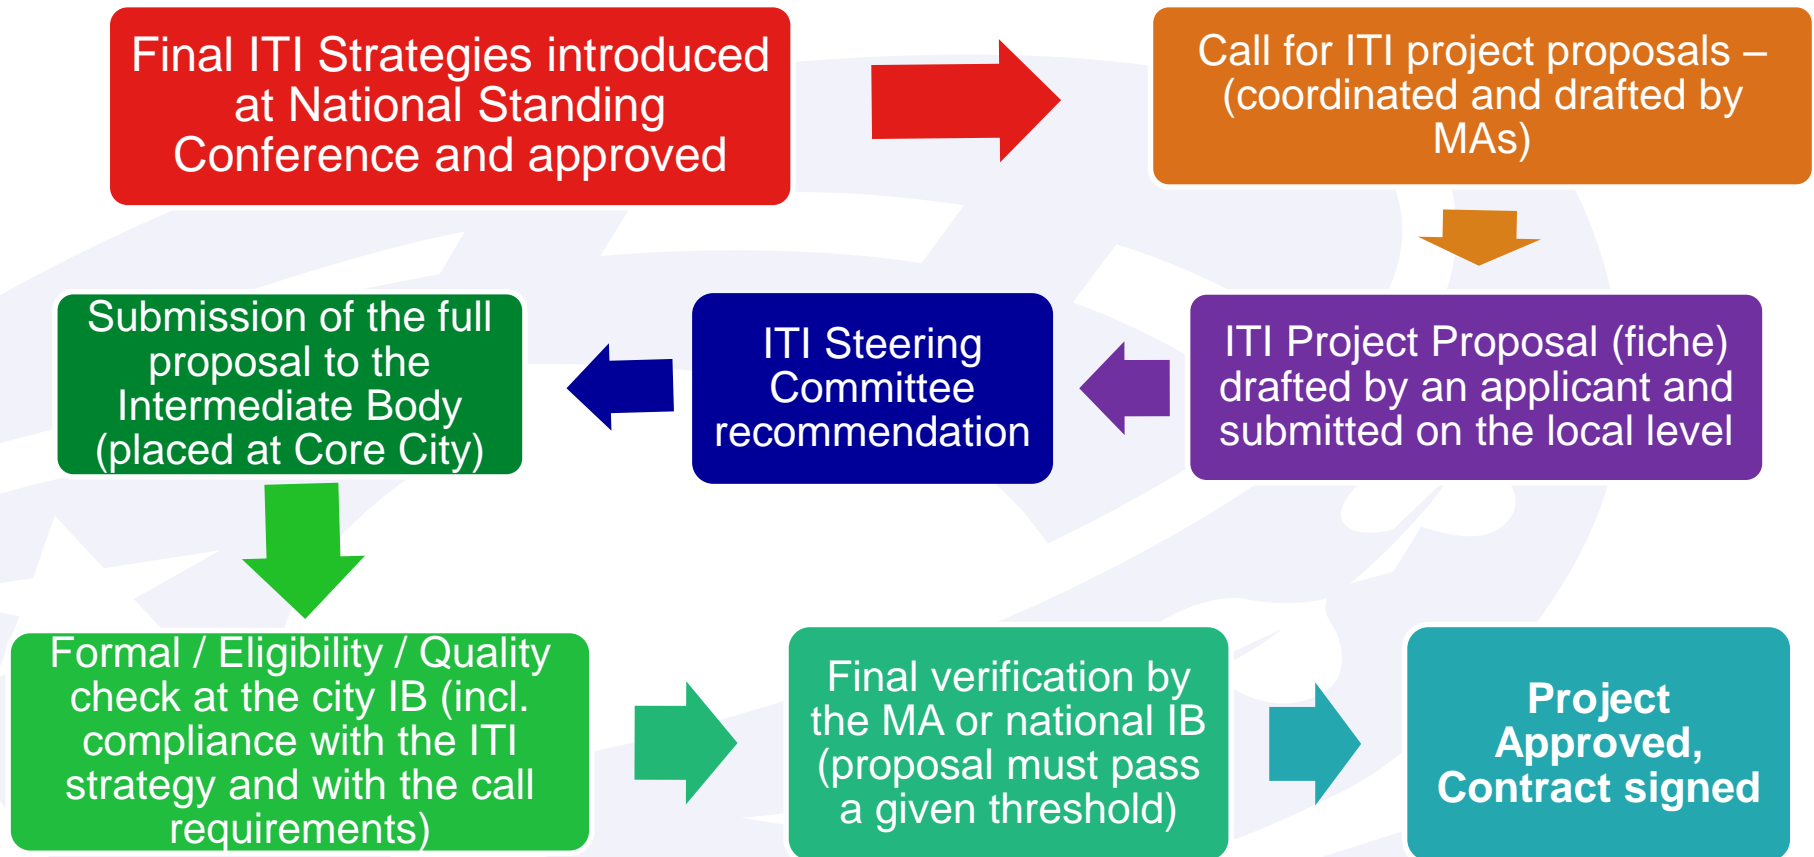 Final ITI Strategies introduced
at National Standing
Conference and approved
Call for ITI project proposals –
(coordinated and drafted by
MAs)
ITI Project Proposal (fiche)
drafted by an applicant and
submitted on the local level
ITI Steering
Committee
recommendation
Submission of the full
proposal to the
Intermediate Body
(placed at Core City)
Formal / Eligibility / Quality
check at the city IB (incl.
compliance with the ITI
strategy and with the call
requirements)
Final verification by
the MA or national IB
(proposal must pass
a given threshold)
Project
Approved,
Contract signed